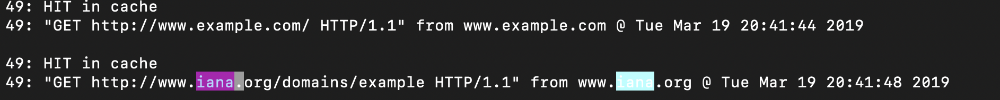 49: HIT in cache
49: "GET http://www.example.com/ HTTP/1.1" from www.example.com @ Tue Mar 19 20:41:44 2019
49: HIT in cache
49: "GET http://www.iana.org/domains/example HTTP/1.1" from www.iana.org @ Tue Mar 19 20:41:48 2019